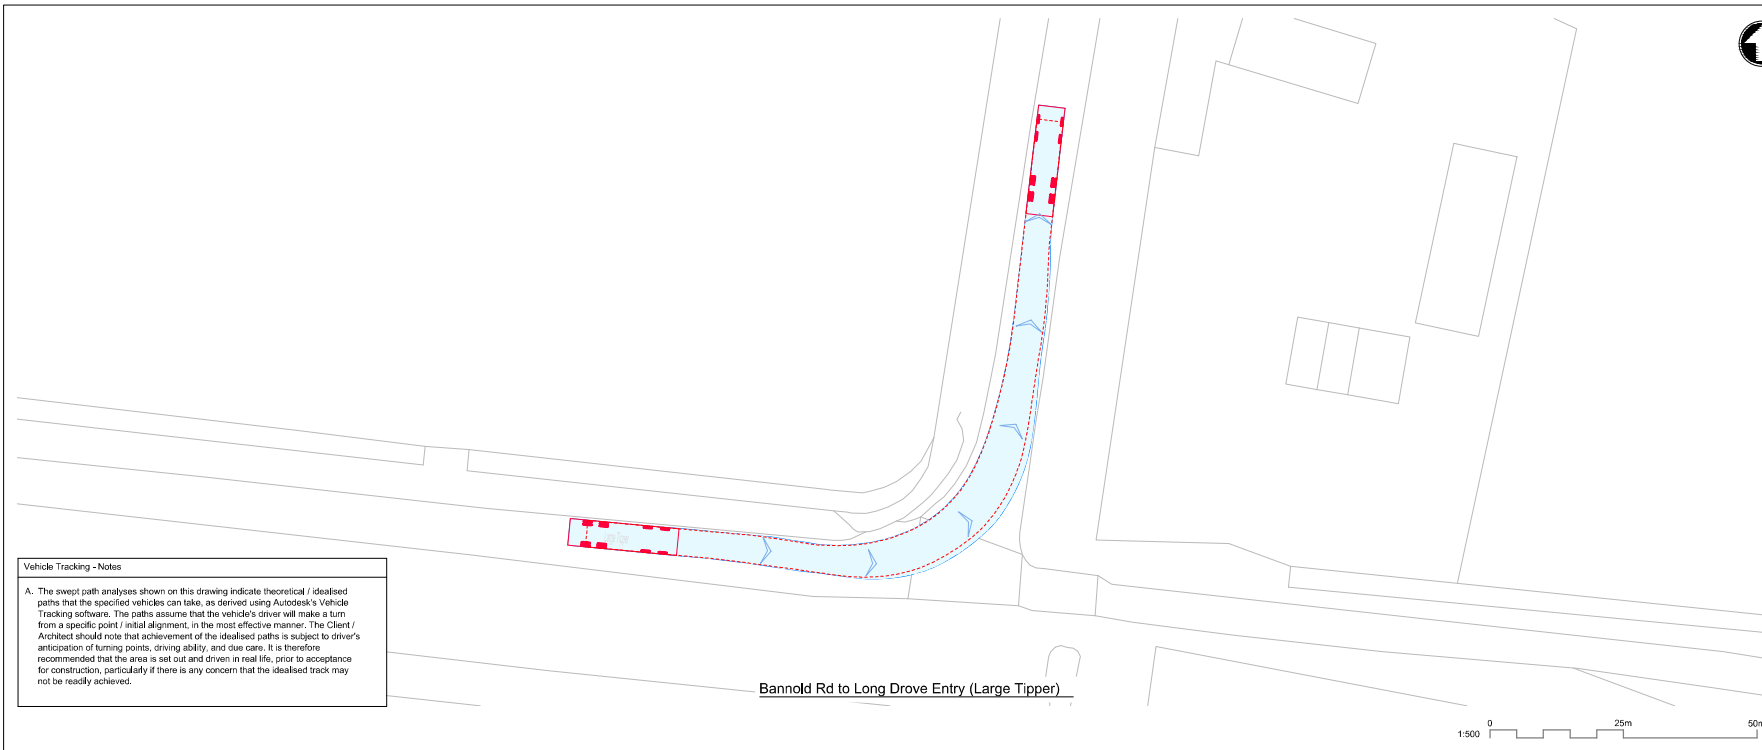 Vehicle Tracking - Notes
A. The swept path analyses shown on this drawing indicate theoretical / idealised
paths that the specified vehicles can take, as derived using Autodesk's Vehicle
Tracking software. The paths assume that the vehicle's driver will make a turn
from a specific point / initial alignment, in the most effective manner. The Client /
Architect should note that achievement of the idealised paths is subject to driver's
anticipation of turning points, driving ability, and due care. It is therefore
recommended that the area is set out and driven in real life, prior to acceptance
for construction, particularly if there is any concern that the idealised track may
not be readily achieved.
Bannold Rd to Long Drove Entry (Large Tipper)
0 25m 50m
1:500